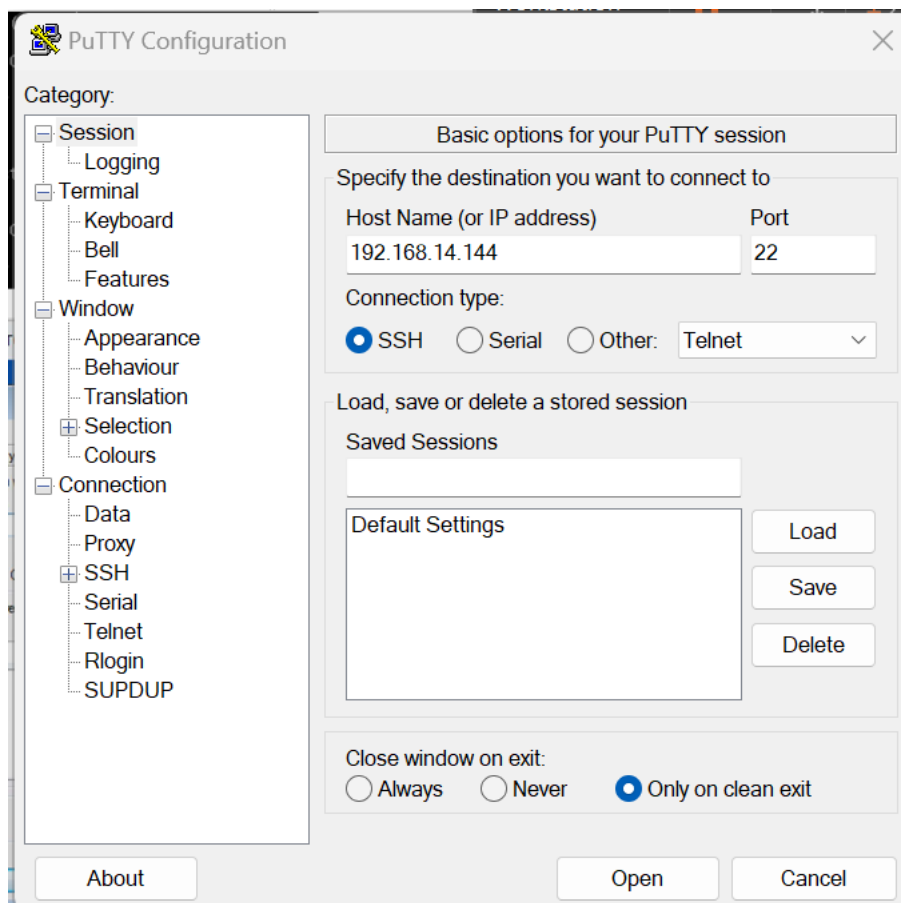 PuTTY Configuration
Category:
Session
Logging
Terminal
Keyboard
Bell
Features
Window
Appearance
Behaviour
Translation
Selection
Colours
Connection
Data
Proxy
SSH
Serial
Telnet
Rlogin
SUPDUP
Basic options for your PuTTY session
Specify the destination you want to connect to
Host Name (or IP address) Port
192.168.14.144 22
Connection type:
SSH Serial Other: Telnet
Load, save or delete a stored session
Saved Sessions
Default Settings
Load
Save
Delete
Close window on exit:
Always Never Only on clean exit
About Open Cancel